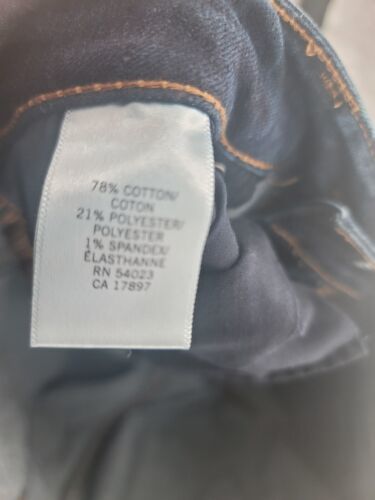 78% COTTON/
COTON
21% POLYESTER/
POLYESTER
1% SPANDEX/
ÉLASTHANNE
RN 54023
CA 17897